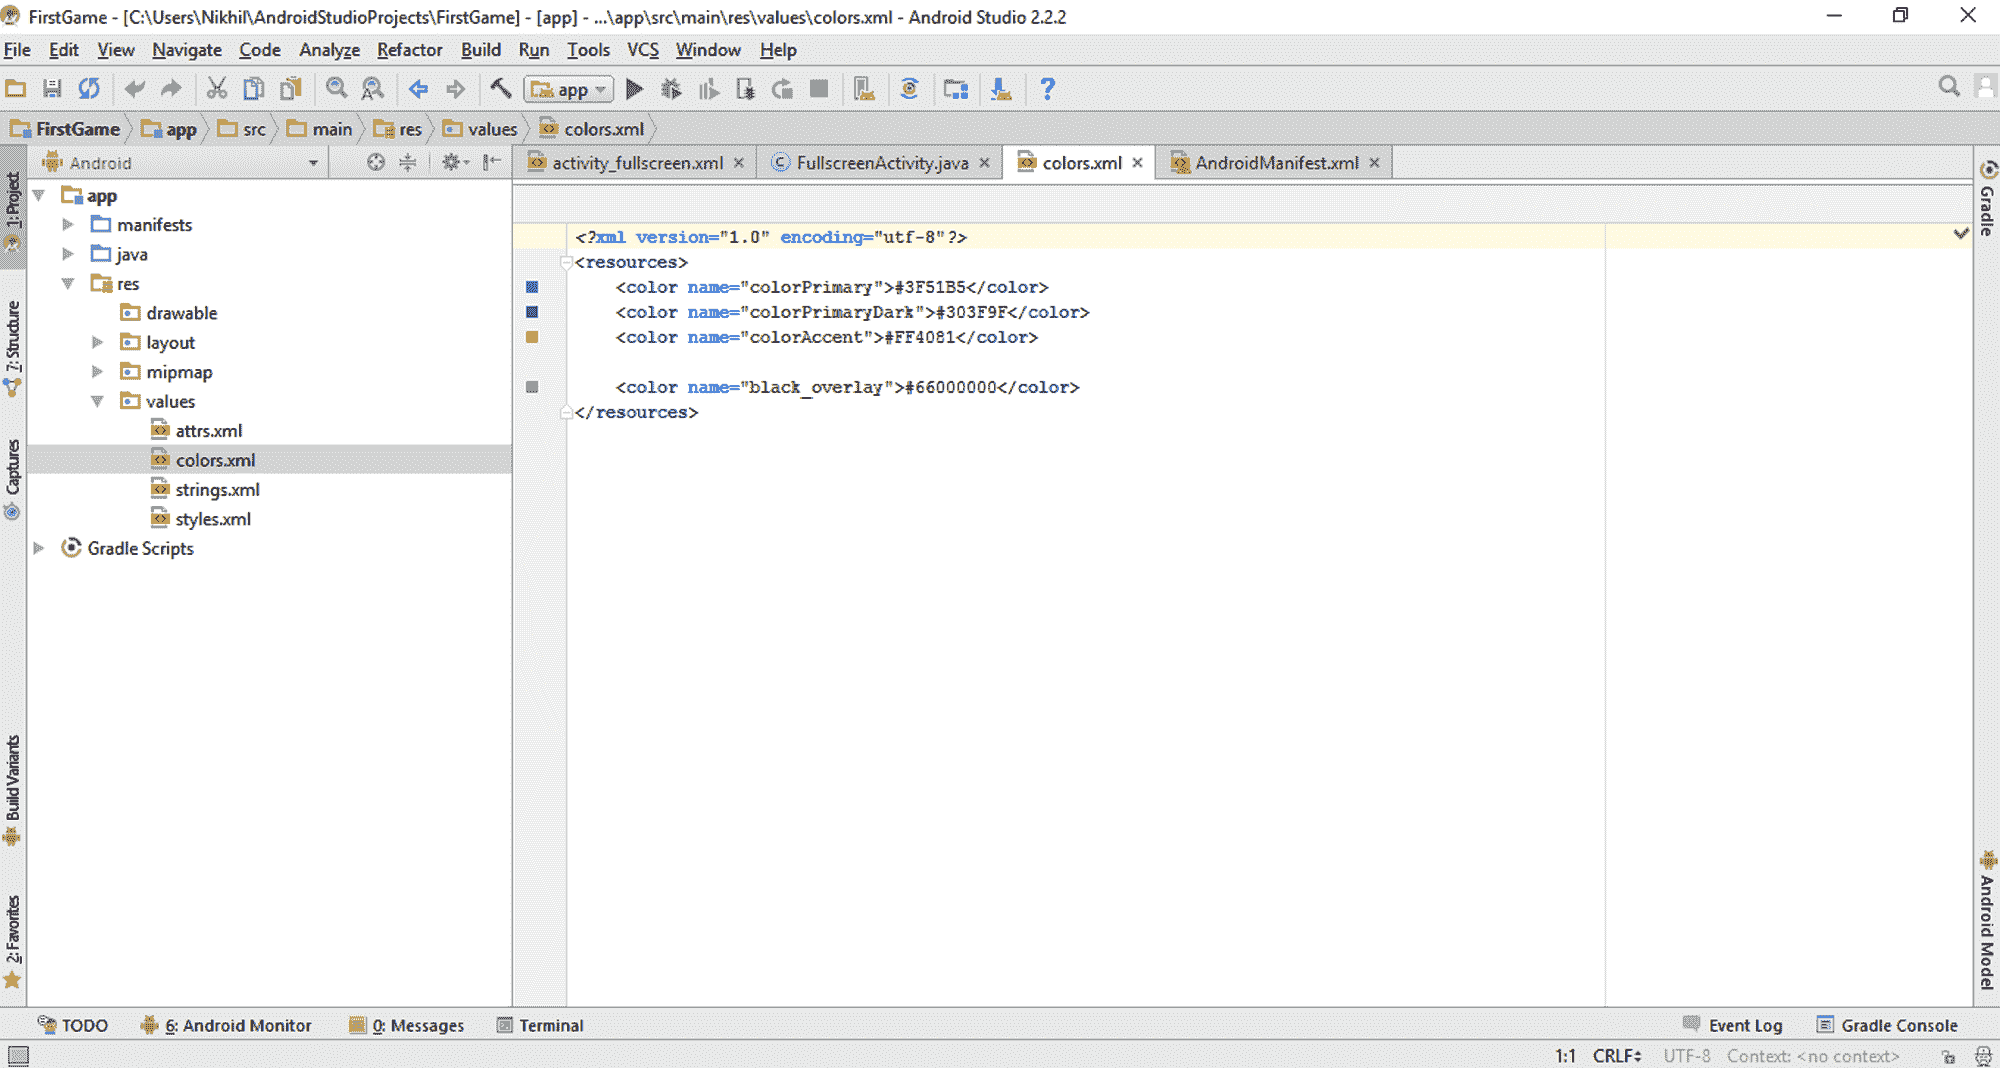 FirstGame - [C:\Users\Nikhil\AndroidStudioProjects\FirstGame] - [app] - ...\app\src\main\res\values\colors.xml - Android Studio 2.2.2
File Edit View Navigate Code Analyze Refactor Build Run Tools VCS Window Help
app
FirstGame app src main res values colors.xml
Android
activity_fullscreen.xml FullscreenActivity.java colors.xml AndroidManifest.xml
1: Project
7: Structure
Captures
Build Variants
2: Favorites
app
manifests
java
res
drawable
layout
mipmap
values
attrs.xml
colors.xml
strings.xml
styles.xml
Gradle Scripts
<?xml version="1.0" encoding="utf-8"?>
<resources>
<color name="colorPrimary">#3F51B5</color>
<color name="colorPrimaryDark">#303F9F</color>
<color name="colorAccent">#FF4081</color>
<color name="black_overlay">#66000000</color>
</resources>
Gradle
Android Model
TODO 6: Android Monitor 0: Messages Terminal Event Log Gradle Console
1:1 CRLF UTF-8 Context: <no context>